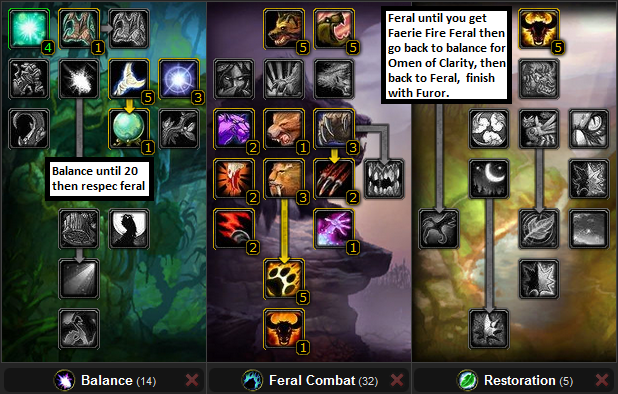 Feral until you get
Faerie Fire Feral then
go back to balance for
Omen of Clarity, then
back to Feral, finish
with Furor.
4
1
5
5
5
5
3
1
2
1
3
Balance until 20
then respec feral
2
3
2
2
1
5
1
Balance (14)
Feral Combat (32)
Restoration (5)